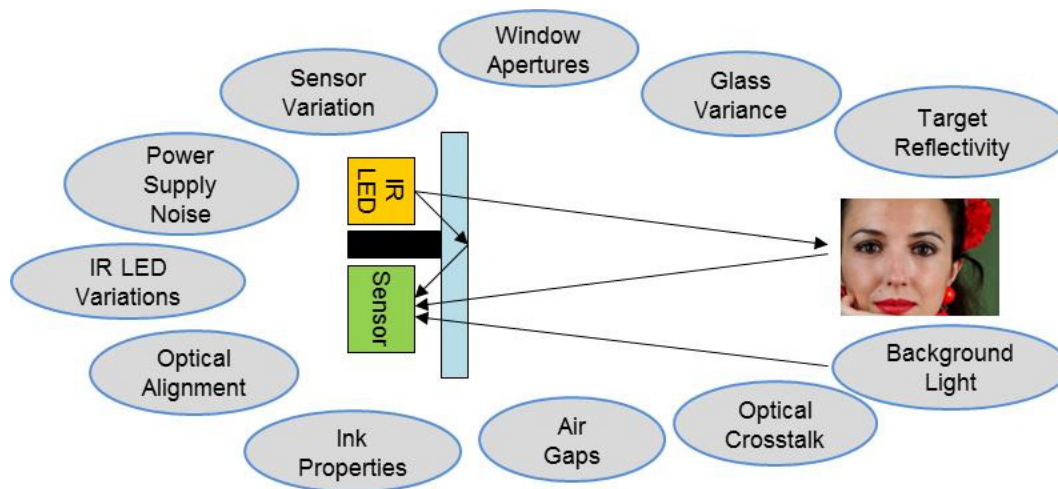 Window
Apertures
Sensor
Variation
Glass
Variance
Target
Reflectivity
Power
Supply
Noise
IR
LED
IR LED
Variations
Sensor
Optical
Alignment
Background
Light
Ink
Properties
Air
Gaps
Optical
Crosstalk